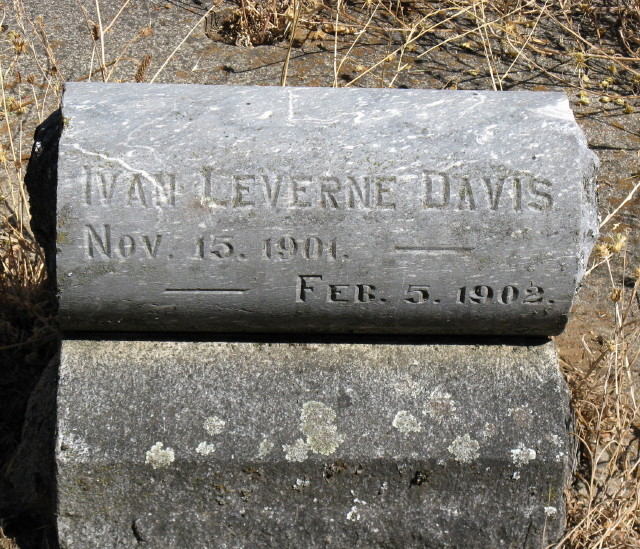 IVAN LEVERNE DAVIS
NOV. 15. 1901. —
— FEB. 5. 1902.